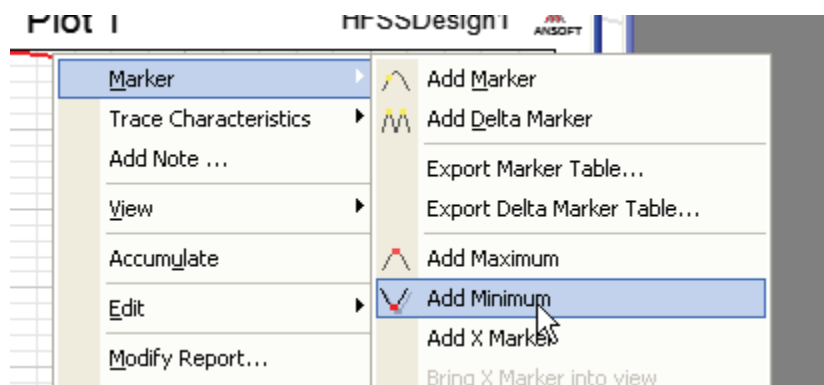 Plot 1
HFSSDesign1
ANSOFT
Marker
Trace Characteristics
Add Note ...
View
Accumulate
Edit
Modify Report...
Add Marker
Add Delta Marker
Export Marker Table...
Export Delta Marker Table...
Add Maximum
Add Minimum
Add X Marker
Bring X Marker into view